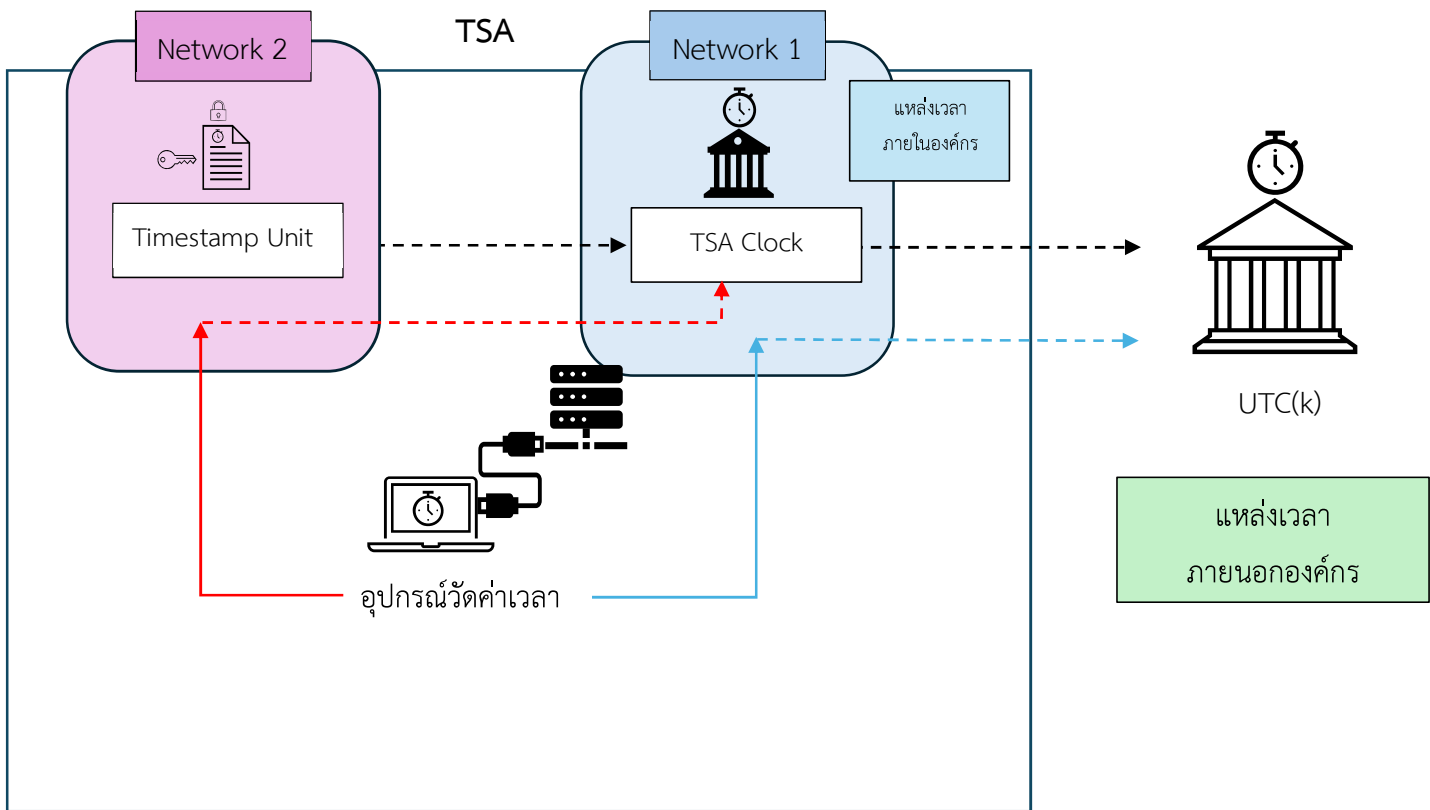 TSA
Network 2
Network 1
แหล่งเวลา
ภายในองค์กร
Timestamp Unit
TSA Clock
UTC(k)
แหล่งเวลา
ภายนอกองค์กร
อุปกรณ์วัดค่าเวลา